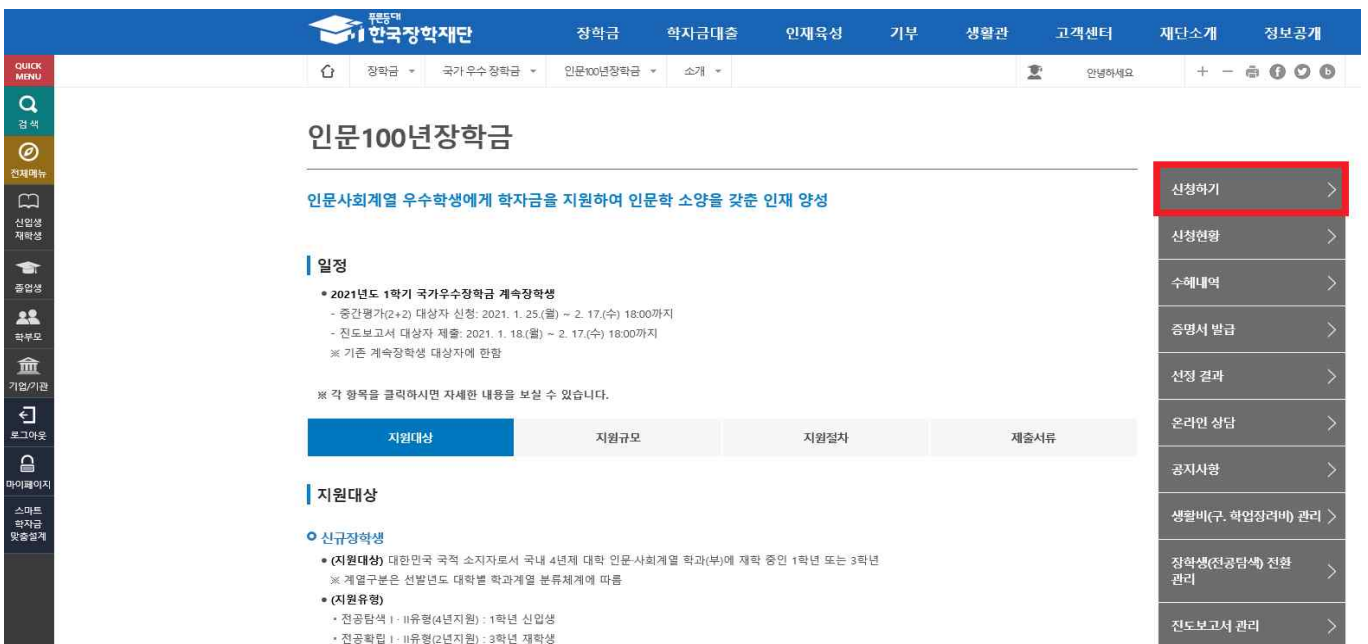 푸른등대
한국장학재단
장학금 학자금대출 인재육성 기부 생활관 고객센터 재단소개 정보공개
QUICK
MENU
장학금 국가 우수 장학금 인문100년장학금 소개 안녕하세요
검색
전체메뉴
신입생
재학생
졸업생
학부모
기업/기관
로그아웃
마이페이지
스마트
학자금
맞춤설계
인문100년장학금
인문사회계열 우수학생에게 학자금을 지원하여 인문학 소양을 갖춘 인재 양성
일정
• 2021년도 1학기 국가우수장학금 계속장학생
- 중간평가(2+2) 대상자 신청: 2021. 1. 25.(월) ~ 2. 17.(수) 18:00까지
- 진도보고서 대상자 제출: 2021. 1. 18.(월) ~ 2. 17.(수) 18:00까지
※ 기존 계속장학생 대상자에 한함
※ 각 항목을 클릭하시면 자세한 내용을 보실 수 있습니다.
지원대상 지원규모 지원절차 제출서류
지원대상
신규장학생
• (지원대상) 대한민국 국적 소지자로서 국내 4년제 대학 인문·사회계열 학과(부)에 재학 중인 1학년 또는 3학년
※ 계열구분은 선발년도 대학별 학과계열 분류체계에 따름
• (지원유형)
・전공탐색 I · II유형(4년지원) : 1학년 신입생
・전공확립 I · II유형(2년지원) : 3학년 재학생
신청하기
신청현황
수혜내역
증명서 발급
선정 결과
온라인 상담
공지사항
생활비(구. 학업장려비) 관리
장학생(전공탐색) 전환
관리
진도보고서 관리